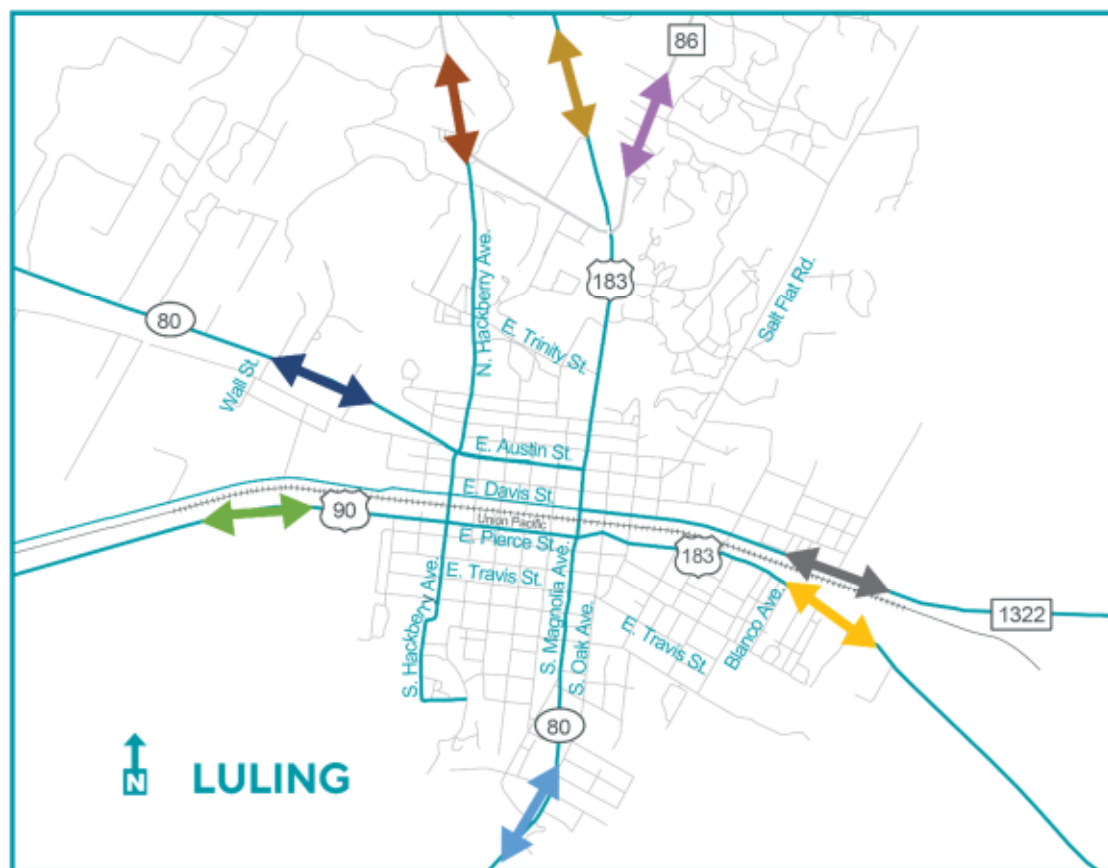 86
183
N. Hackberry Ave.
Salt Flat Rd.
80
E. Trinity St.
Wall St.
E. Austin St.
E. Davis St.
90
Union Pacific
E. Pierce St.
183
E. Travis St.
S. Hackberry Ave.
S. Magnolia Ave.
S. Oak Ave.
E. Travis St.
Blanco Ave.
1322
80
N
LULING